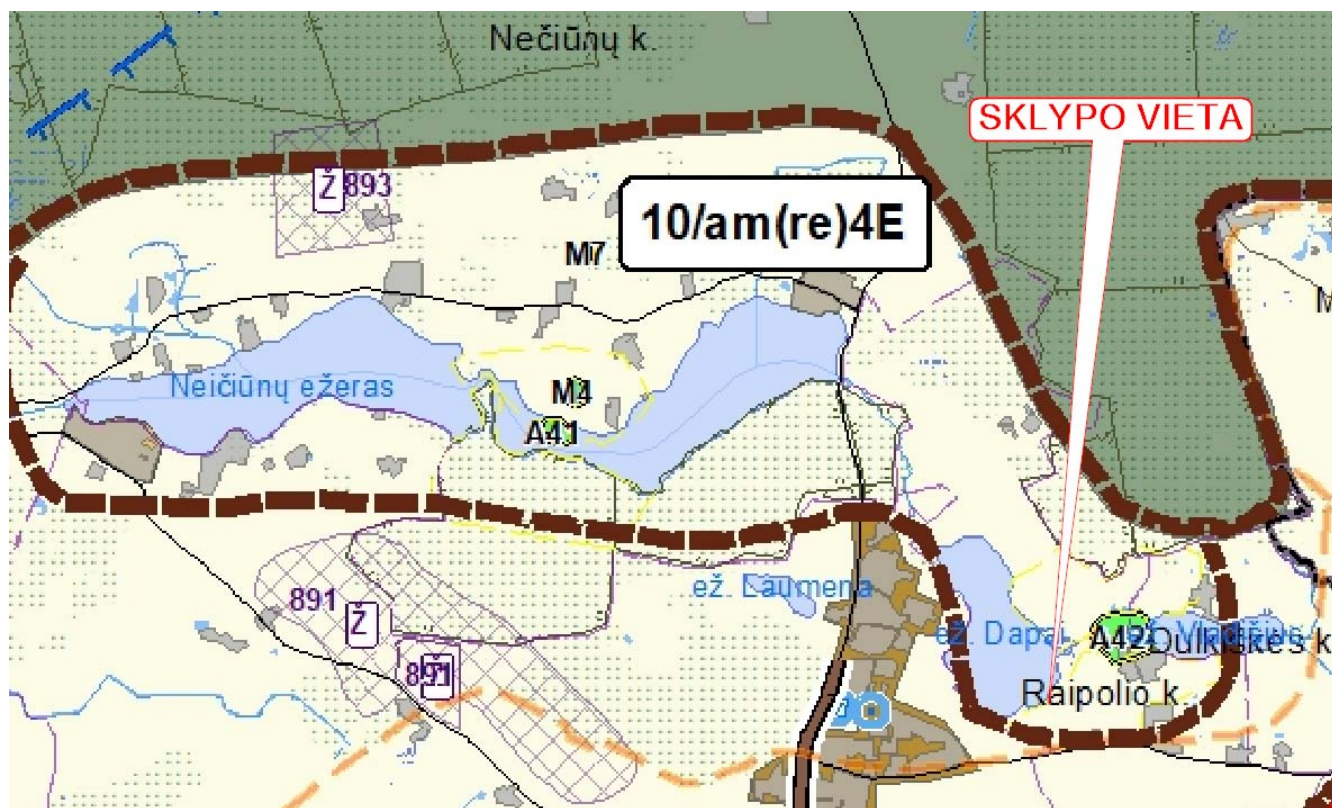 Nečiūnų k.
SKLYPO VIETA
Ž 893
10/am(re)4E
M7
Neičiūnų ežeras
M4
A41
ež. Laumena
891
Ž
891
ež. Dapa
A42
Raipolio k.
M